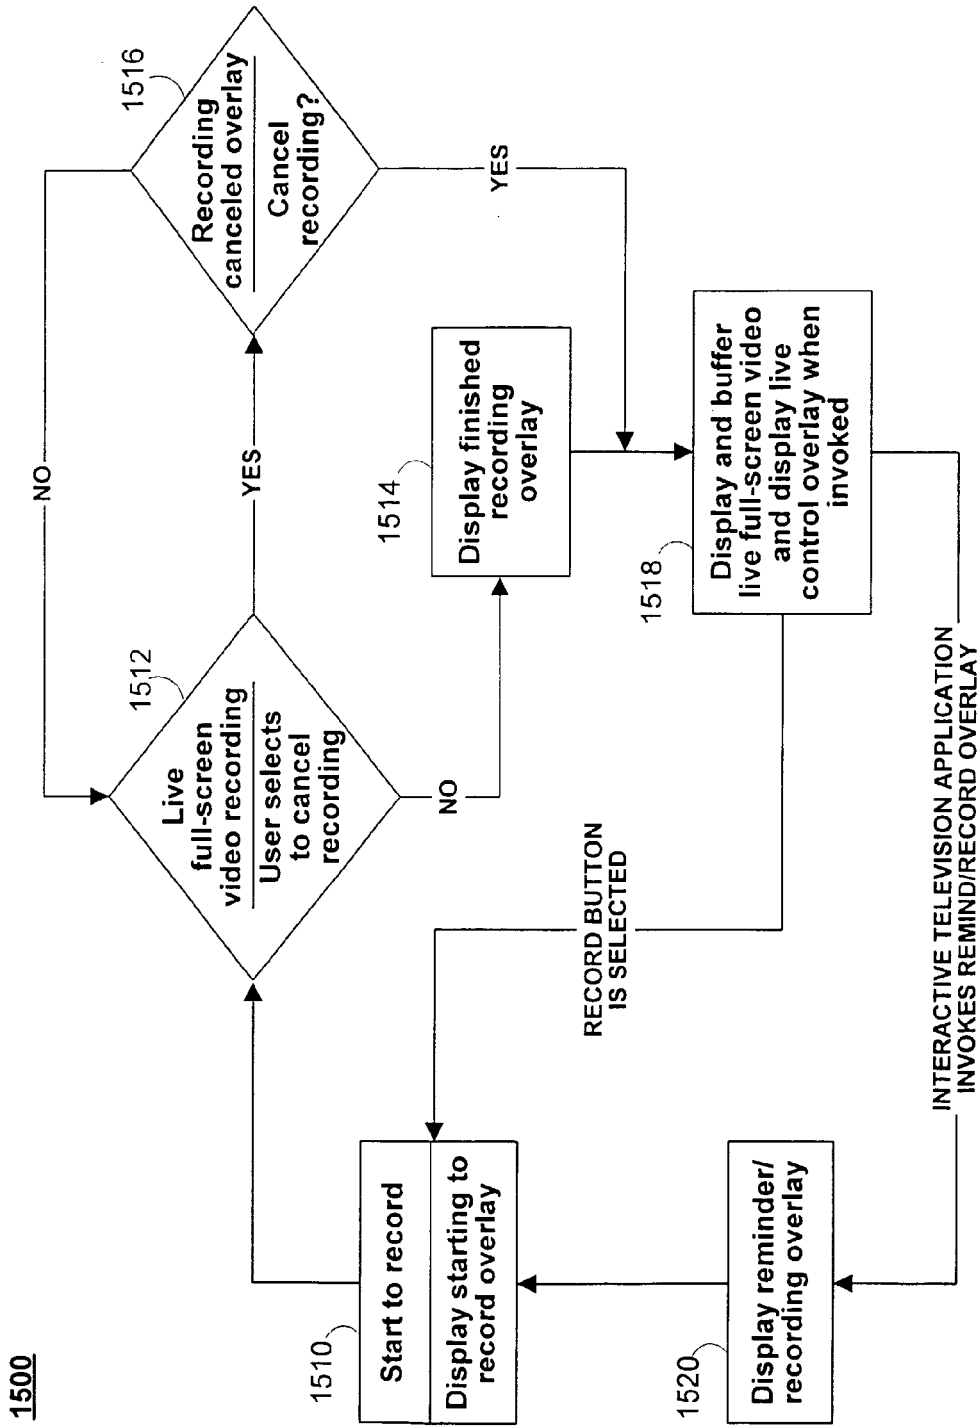 1500
1510
Start to record
Display starting to
record overlay
1512
Live
full-screen
video recording
User selects
to cancel
recording
NO
YES
1516
Recording
canceled overlay
Cancel
recording?
NO
YES
1514
Display finished
recording
overlay
1518
Display and buffer
live full-screen video
and display live
control overlay when
invoked
RECORD BUTTON
IS SELECTED
1520
Display reminder/
recording overlay
INTERACTIVE TELEVISION APPLICATION
INVOKES REMIND/RECORD OVERLAY